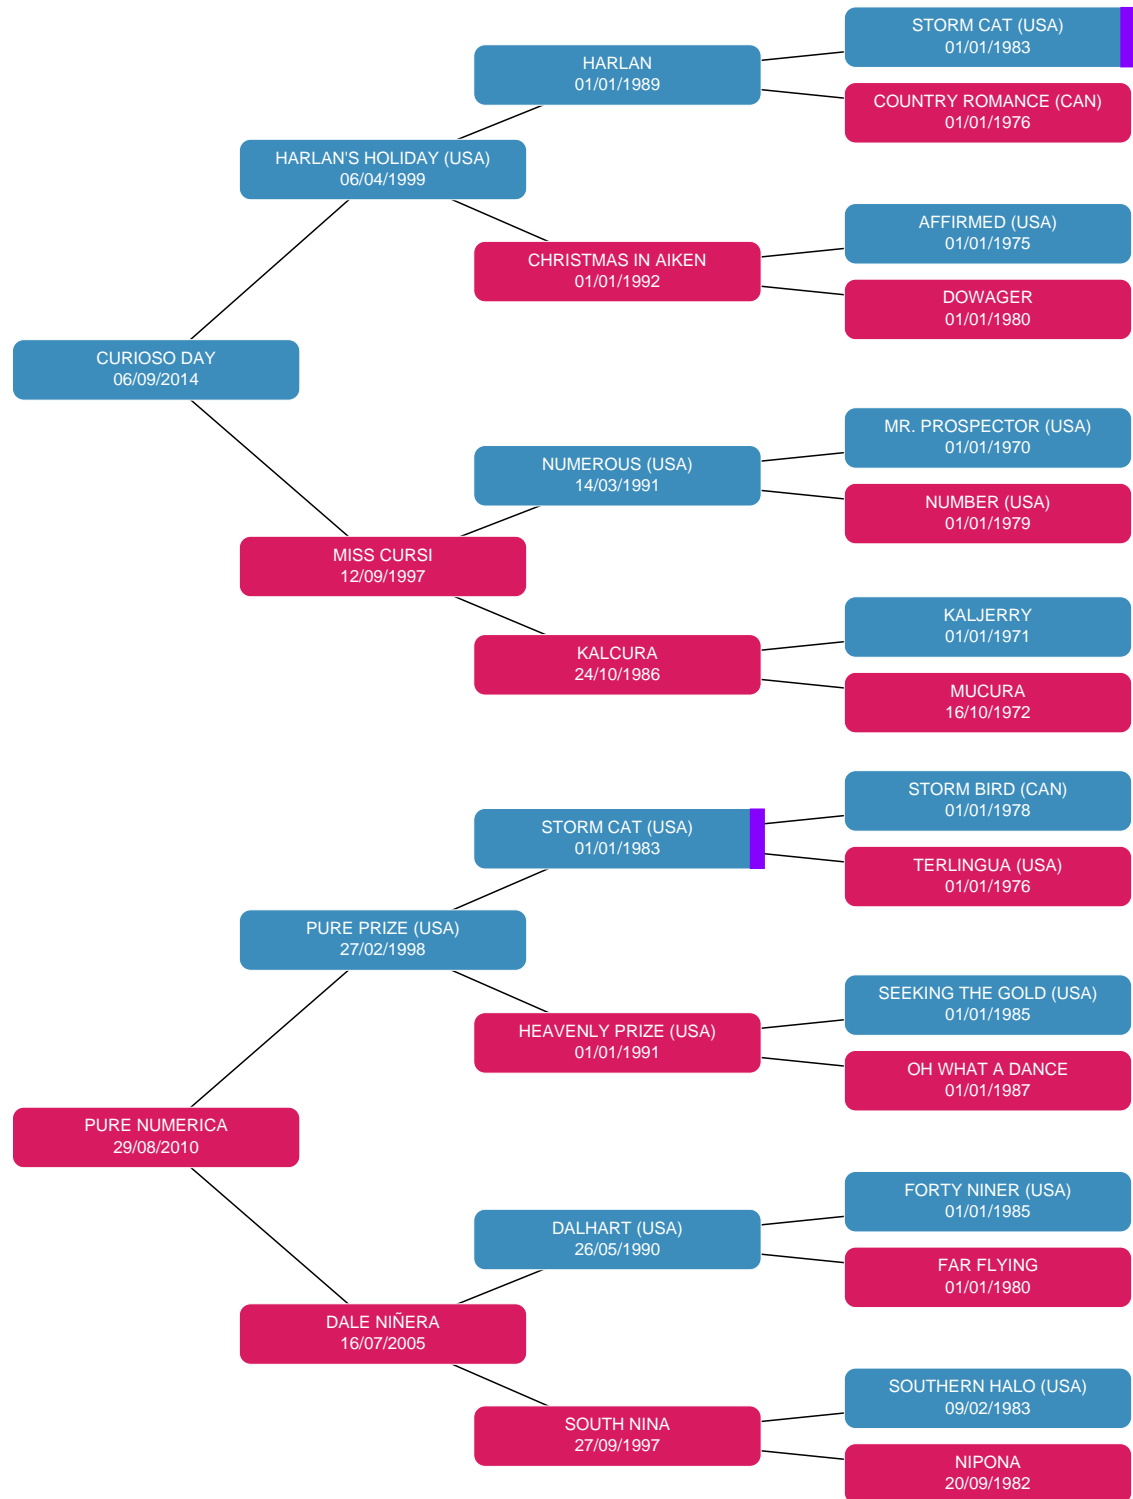 STORM CAT (USA)
01/01/1983
HARLAN
01/01/1989
COUNTRY ROMANCE (CAN)
01/01/1976
HARLAN'S HOLIDAY (USA)
06/04/1999
AFFIRMED (USA)
01/01/1975
CHRISTMAS IN AIKEN
01/01/1992
DOWAGER
01/01/1980
CURIOSO DAY
06/09/2014
MR. PROSPECTOR (USA)
01/01/1970
NUMEROUS (USA)
14/03/1991
NUMBER (USA)
01/01/1979
MISS CURSI
12/09/1997
KALJERRY
01/01/1971
KALCURA
24/10/1986
MUCURA
16/10/1972
STORM BIRD (CAN)
01/01/1978
STORM CAT (USA)
01/01/1983
TERLINGUA (USA)
01/01/1976
PURE PRIZE (USA)
27/02/1998
SEEKING THE GOLD (USA)
01/01/1985
HEAVENLY PRIZE (USA)
01/01/1991
OH WHAT A DANCE
01/01/1987
PURE NUMERICA
29/08/2010
FORTY NINER (USA)
01/01/1985
DALHART (USA)
26/05/1990
FAR FLYING
01/01/1980
DALE NIÑERA
16/07/2005
SOUTHERN HALO (USA)
09/02/1983
SOUTH NINA
27/09/1997
NIPONA
20/09/1982